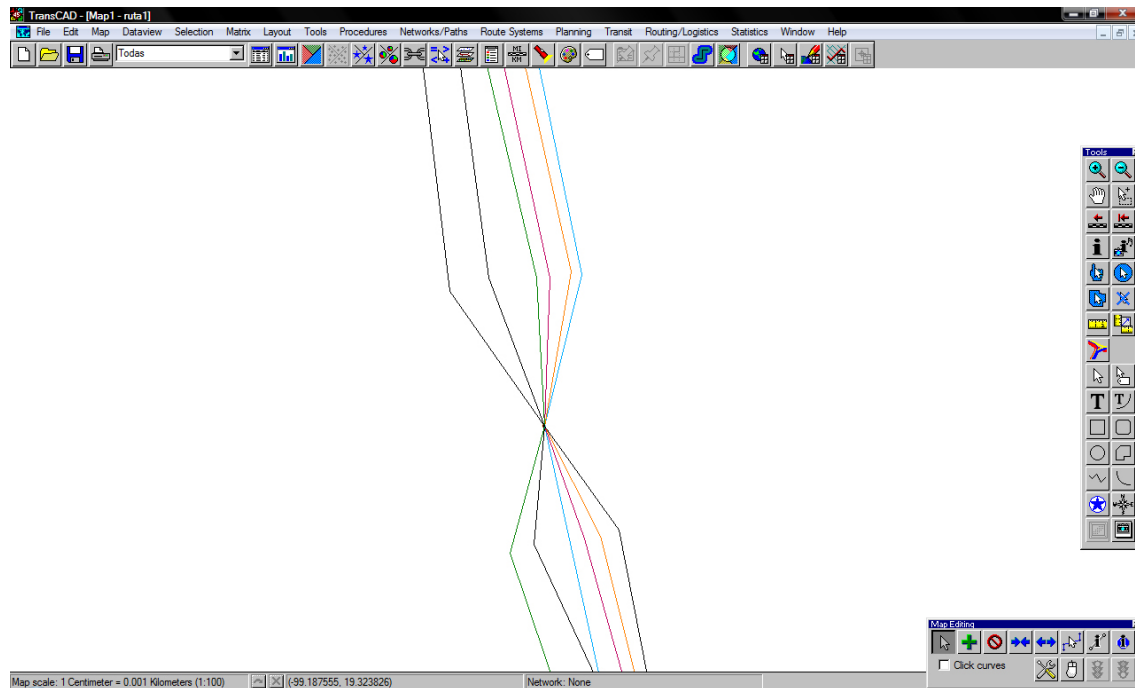 TransCAD - [Map1 - ruta1]
File Edit Map Dataview Selection Matrix Layout Tools Procedures Networks/Paths Route Systems Planning Transit Routing/Logistics Statistics Window Help
Todas
MI KM
Tools
T T
Map Editing
Click curves
Map scale: 1 Centimeter = 0.001 Kilometers (1:100) (-99.187555, 19.323826) Network: None